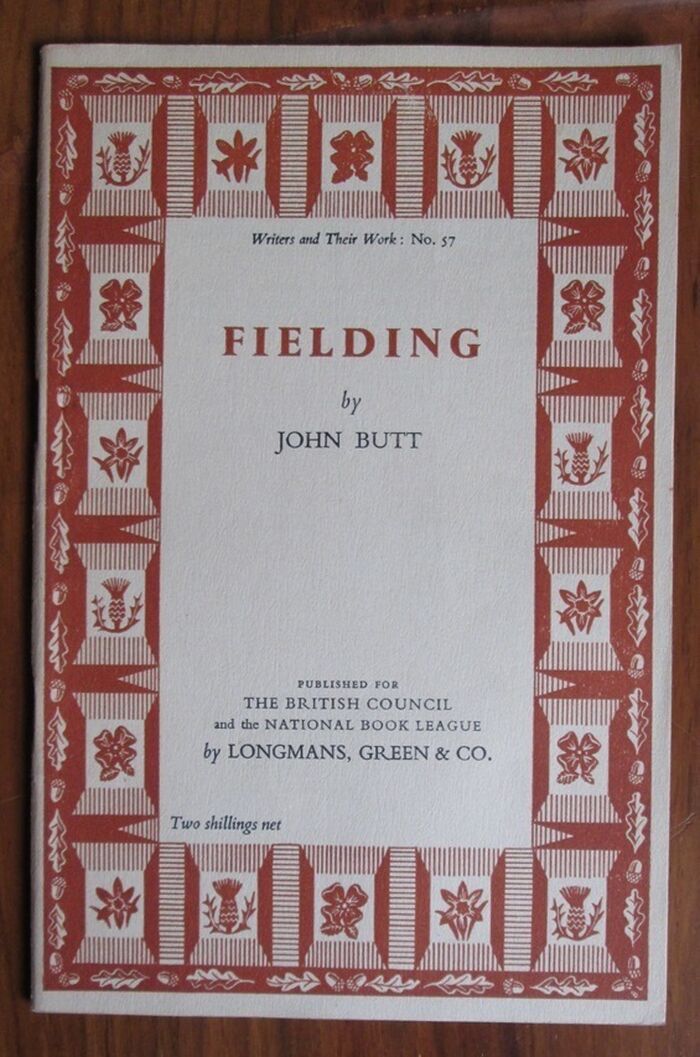 Writers and Their Work : No. 57
FIELDING
by
JOHN BUTT
PUBLISHED FOR
THE BRITISH COUNCIL
and the NATIONAL BOOK LEAGUE
by LONGMANS, GREEN & CO.
Two shillings net